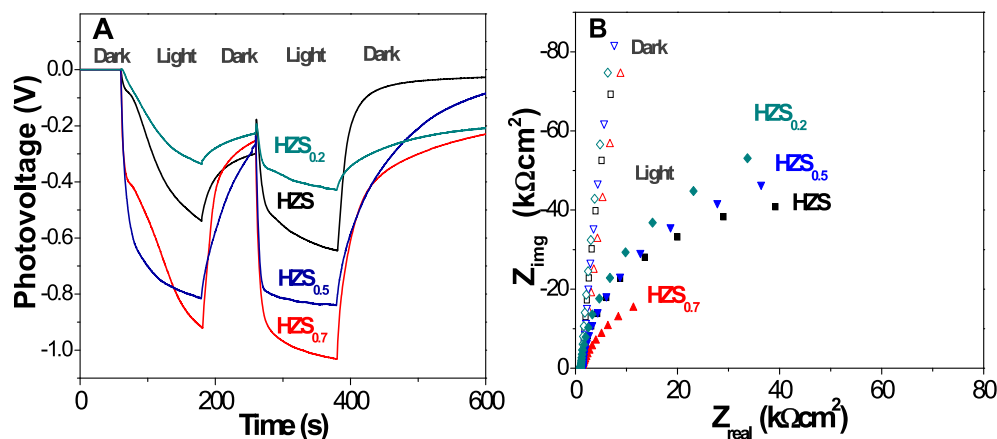 A
Dark Light Dark Light Dark
0.0
-0.2
-0.4
-0.6
-0.8
-1.0
Photovoltage (V)
HZS0.2
HZS
HZS0.5
HZS0.7
0 200 400 600
Time (s)
B
Dark
-80
-60
-40
-20
0
Zimg (kΩcm2)
HZS0.2
Light
HZS0.5
HZS
HZS0.7
0 20 40 60 80
Zreal (kΩcm2)